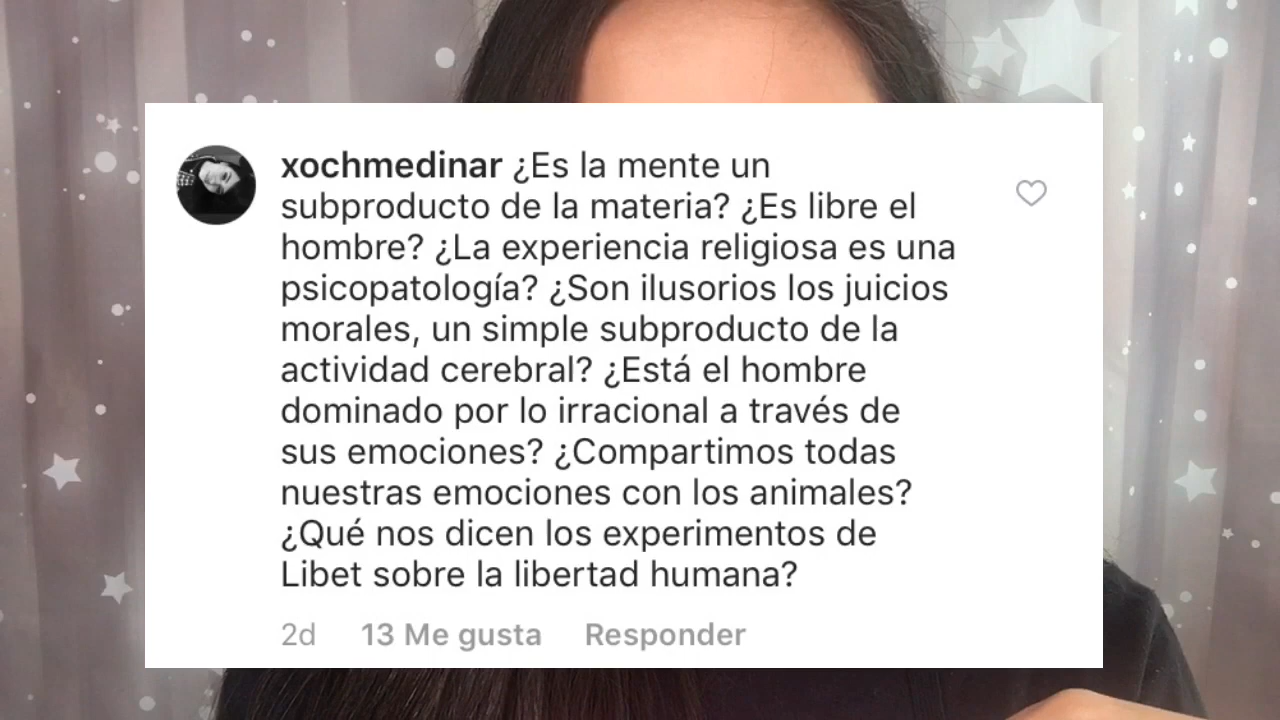 xochmedinar ¿Es la mente un
subproducto de la materia? ¿Es libre el
hombre? ¿La experiencia religiosa es una
psicopatología? ¿Son ilusorios los juicios
morales, un simple subproducto de la
actividad cerebral? ¿Está el hombre
dominado por lo irracional a través de
sus emociones? ¿Compartimos todas
nuestras emociones con los animales?
¿Qué nos dicen los experimentos de
Libet sobre la libertad humana?
2d 13 Me gusta Responder